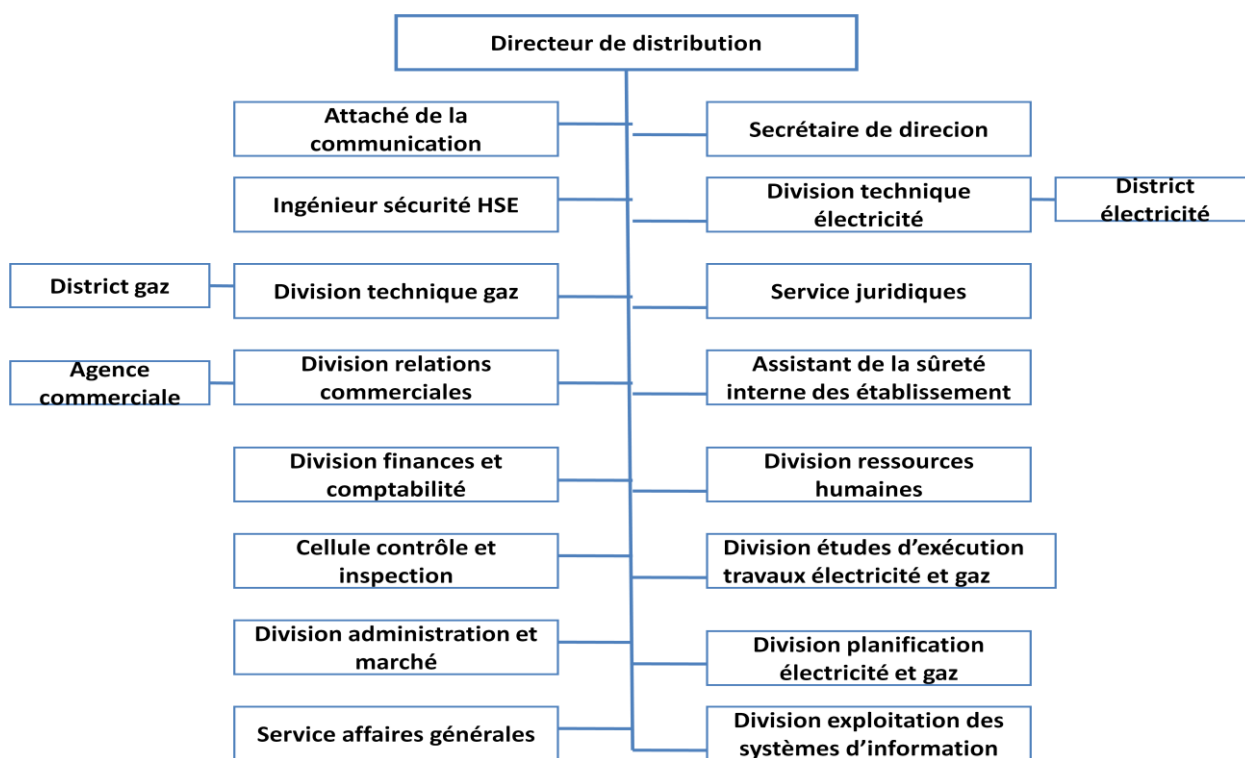 Directeur de distribution
Attaché de la
communication
Secrétaire de direcion
Ingénieur sécurité HSE
Division technique
électricité
District
électricité
District gaz
Division technique gaz
Service juridiques
Agence
commerciale
Division relations
commerciales
Assistant de la sûreté
interne des établissement
Division finances et
comptabilité
Division ressources
humaines
Cellule contrôle et
inspection
Division études d’exécution
travaux électricité et gaz
Division administration et
marché
Division planification
électricité et gaz
Service affaires générales
Division exploitation des
systèmes d’information